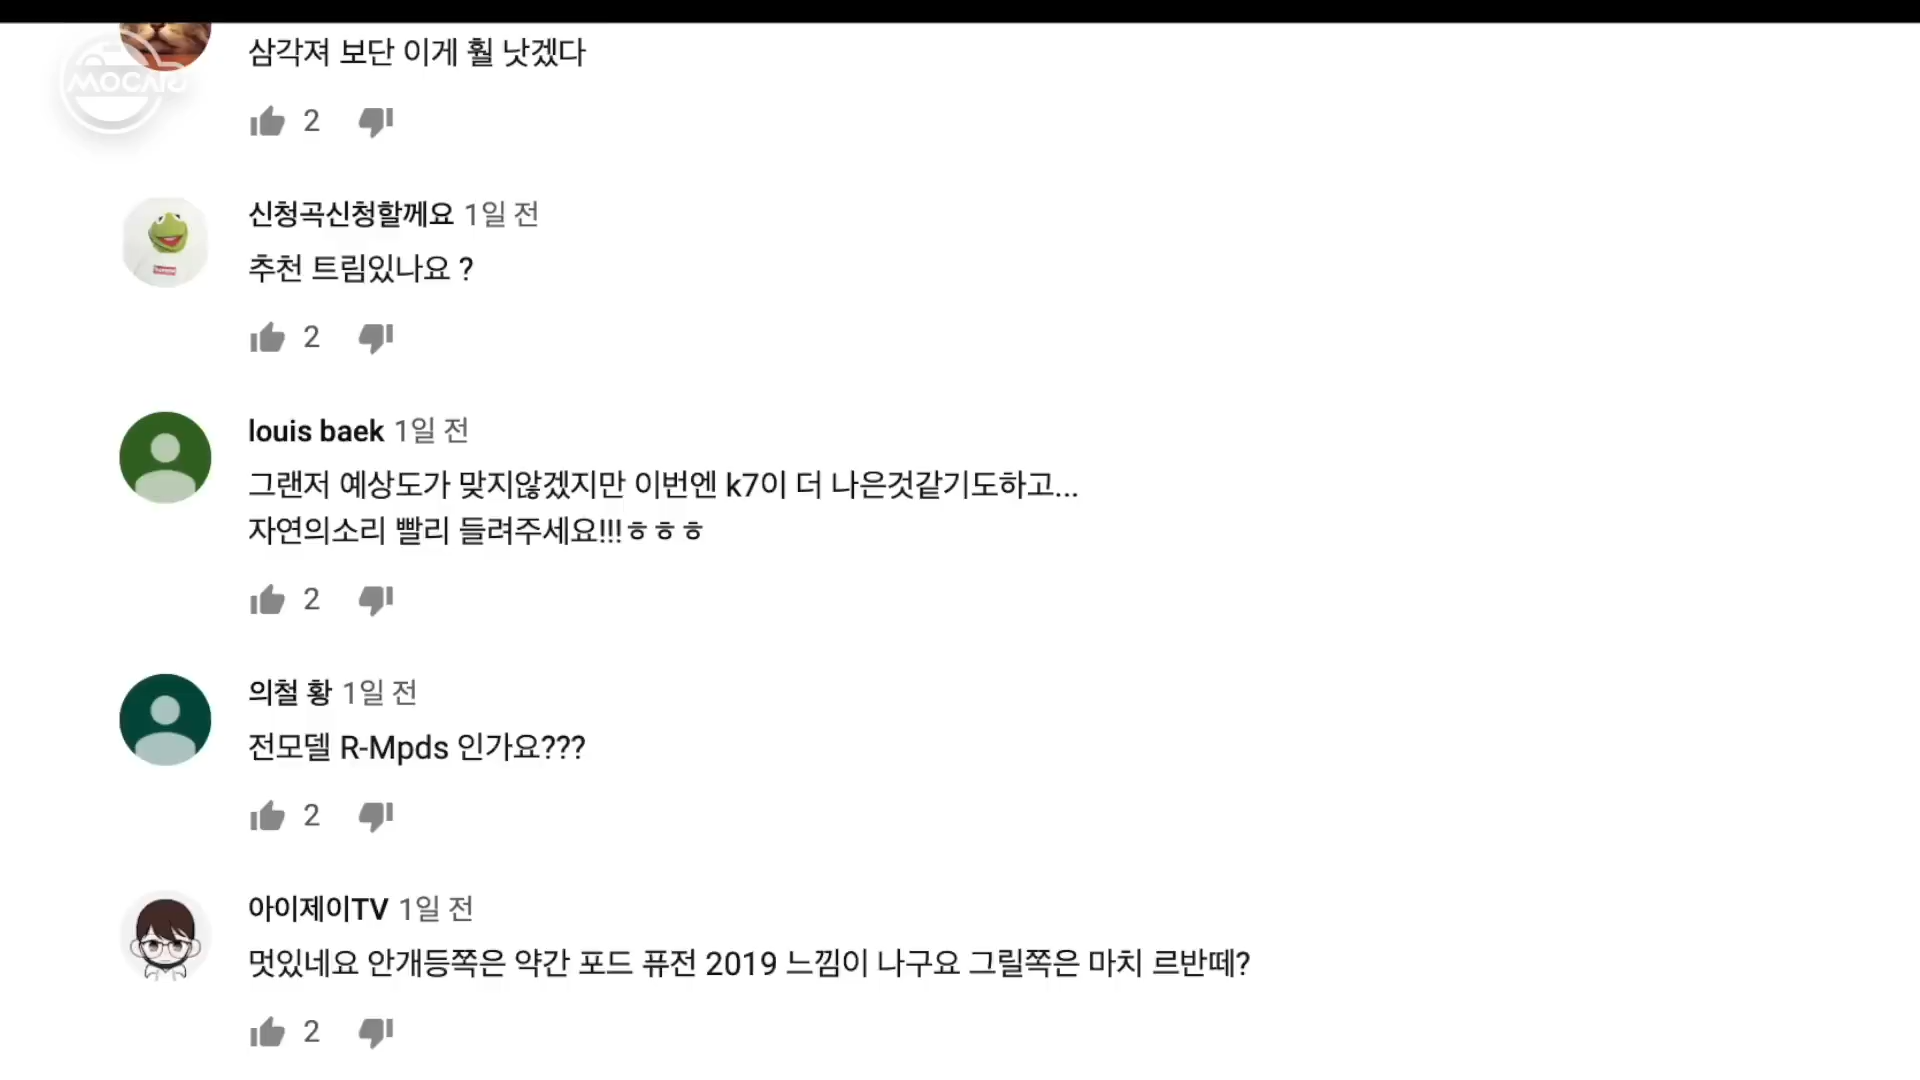 MOCAR
삼각져 보단 이게 훨 낫겠다
2
신청곡신청할께요 1일 전
추천 트림있나요 ?
2
louis baek 1일 전
그랜저 예상도가 맞지않겠지만 이번엔 k7이 더 나은것같기도하고...
자연의소리 빨리 들려주세요!!!ㅎㅎㅎ
2
의철 황 1일 전
전모델 R-Mpds 인가요???
2
아이제이TV 1일 전
멋있네요 안개등쪽은 약간 포드 퓨전 2019 느낌이 나구요 그릴쪽은 마치 르반떼?
2